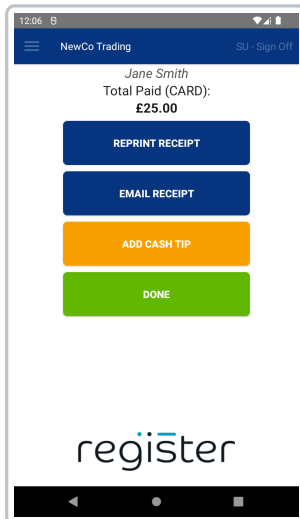 12:06
NewCo Trading SU - Sign Off
Jane Smith
Total Paid (CARD):
£25.00
REPRINT RECEIPT
EMAIL RECEIPT
ADD CASH TIP
DONE
register